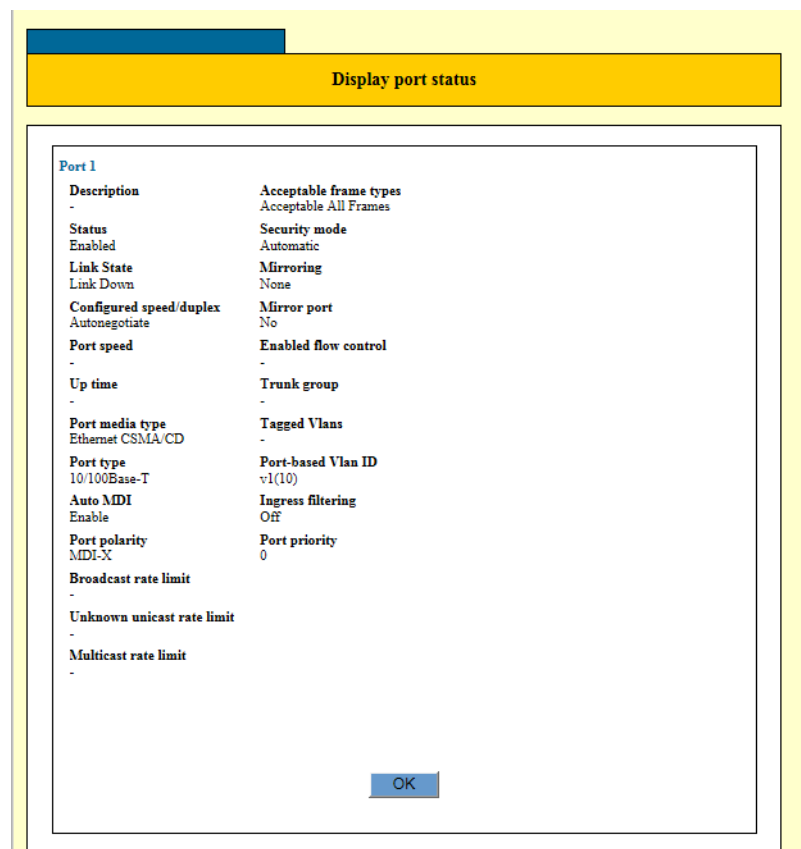 Display port status
Port 1
Description
-
Status
Enabled
Link State
Link Down
Configured speed/duplex
Autonegotiate
Port speed
-
Up time
-
Port media type
Ethernet CSMA/CD
Port type
10/100Base-T
Auto MDI
Enable
Port polarity
MDI-X
Broadcast rate limit
-
Unknown unicast rate limit
-
Multicast rate limit
-
Acceptable frame types
Acceptable All Frames
Security mode
Automatic
Mirroring
None
Mirror port
No
Enabled flow control
-
Trunk group
-
Tagged Vlans
-
Port-based Vlan ID
v1(10)
Ingress filtering
Off
Port priority
0
OK